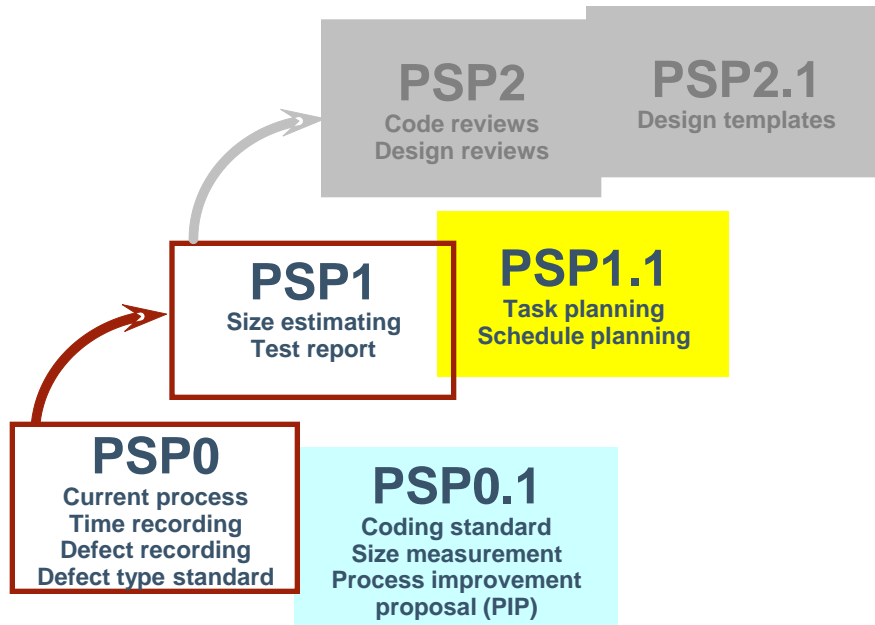 PSP2
Code reviews
Design reviews
PSP2.1
Design templates
PSP1
Size estimating
Test report
PSP1.1
Task planning
Schedule planning
PSP0
Current process
Time recording
Defect recording
Defect type standard
PSP0.1
Coding standard
Size measurement
Process improvement
proposal (PIP)